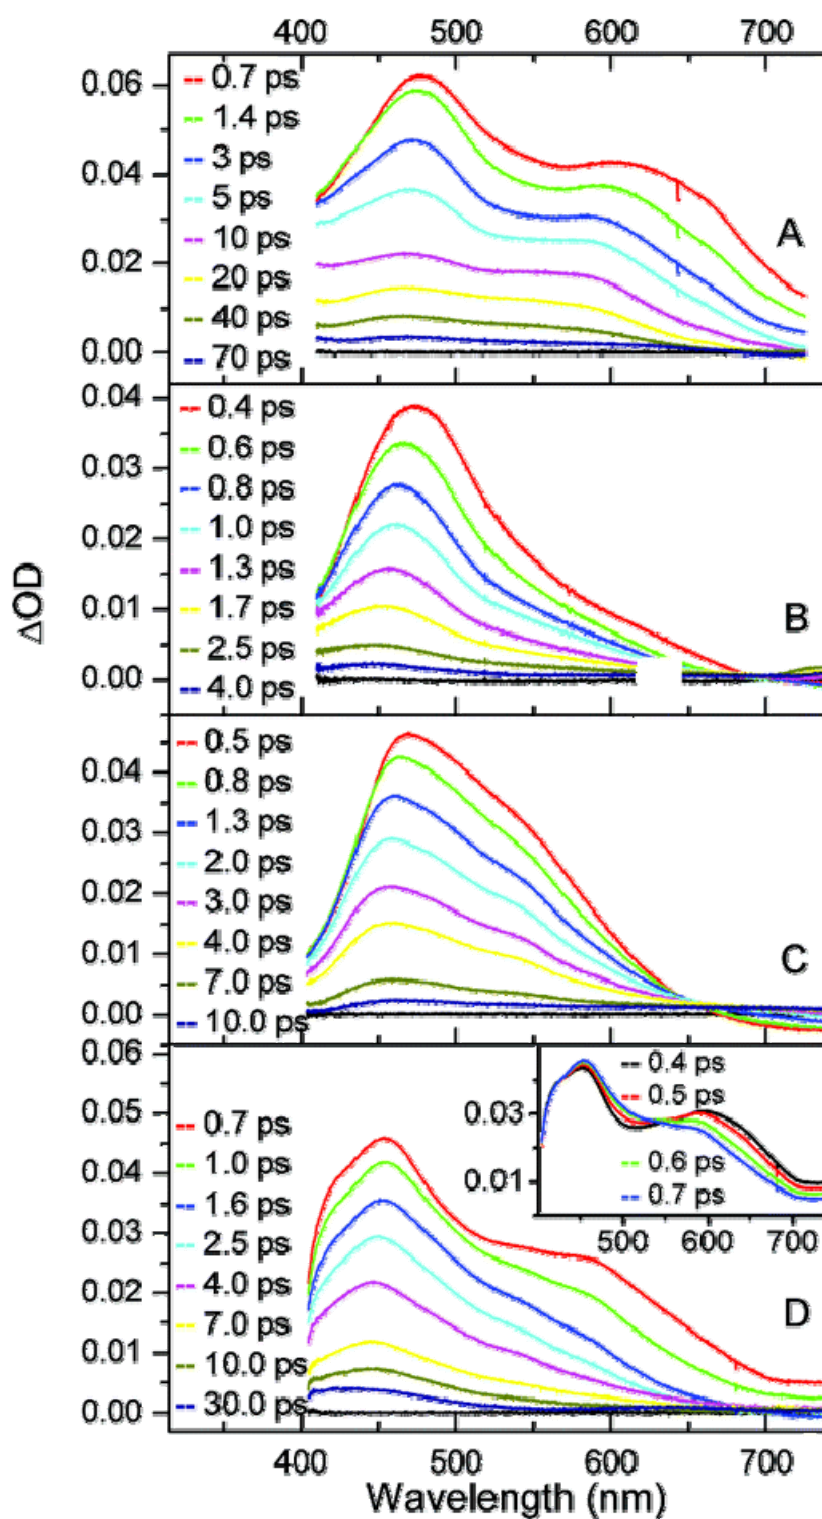 400 500 600 700
0.06
0.7 ps
1.4 ps
0.04
3 ps
5 ps
A
10 ps
0.02
20 ps
40 ps
0.00
70 ps
0.04
0.4 ps
0.6 ps
0.03
0.8 ps
0.02
1.0 ps
1.3 ps
ΔOD
0.01
1.7 ps
B
2.5 ps
0.00
4.0 ps
0.5 ps
0.04
0.8 ps
0.03
1.3 ps
2.0 ps
0.02
3.0 ps
0.01
4.0 ps
C
7.0 ps
0.00
10.0 ps
0.06
0.4 ps
0.05
0.5 ps
0.03
0.7 ps
0.04
1.0 ps
0.6 ps
0.01
0.7 ps
1.6 ps
0.03
500 600 700
2.5 ps
0.02
4.0 ps
D
7.0 ps
0.01
10.0 ps
0.00
30.0 ps
400 500 600 700
Wavelength (nm)